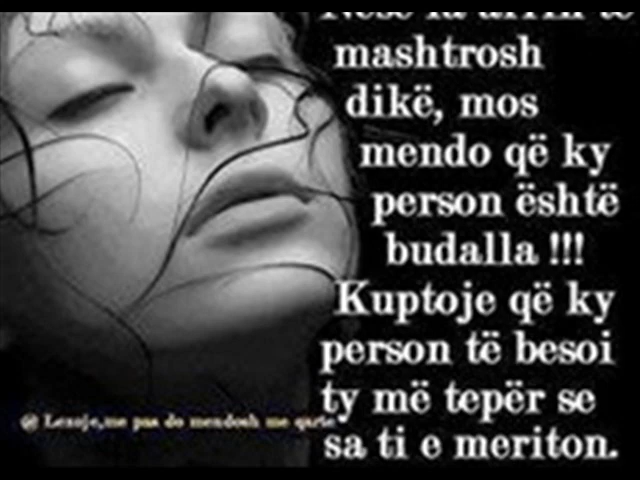 mashtrosh
dikë, mos
mendo që ky
person është
budalla !!!
Kuptoje që ky
person të besoi
ty më tepër se
sa ti e meriton.
@ Lexoje,me pas do mendosh me qarte